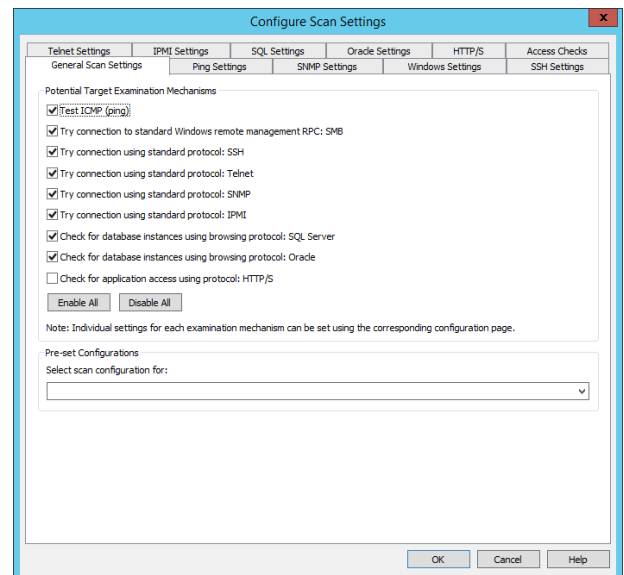 Configure Scan Settings
x
Telnet Settings
IPMI Settings
SQL Settings
Oracle Settings
HTTP/S
Access Checks
General Scan Settings
Ping Settings
SNMP Settings
Windows Settings
SSH Settings
Potential Target Examination Mechanisms
Test ICMP (ping)
Try connection to standard Windows remote management RPC: SMB
Try connection using standard protocol: SSH
Try connection using standard protocol: Telnet
Try connection using standard protocol: SNMP
Try connection using standard protocol: IPMI
Check for database instances using browsing protocol: SQL Server
Check for database instances using browsing protocol: Oracle
Check for application access using protocol: HTTP/S
Enable All
Disable All
Note: Individual settings for each examination mechanism can be set using the corresponding configuration page.
Pre-set Configurations
Select scan configuration for:
OK
Cancel
Help